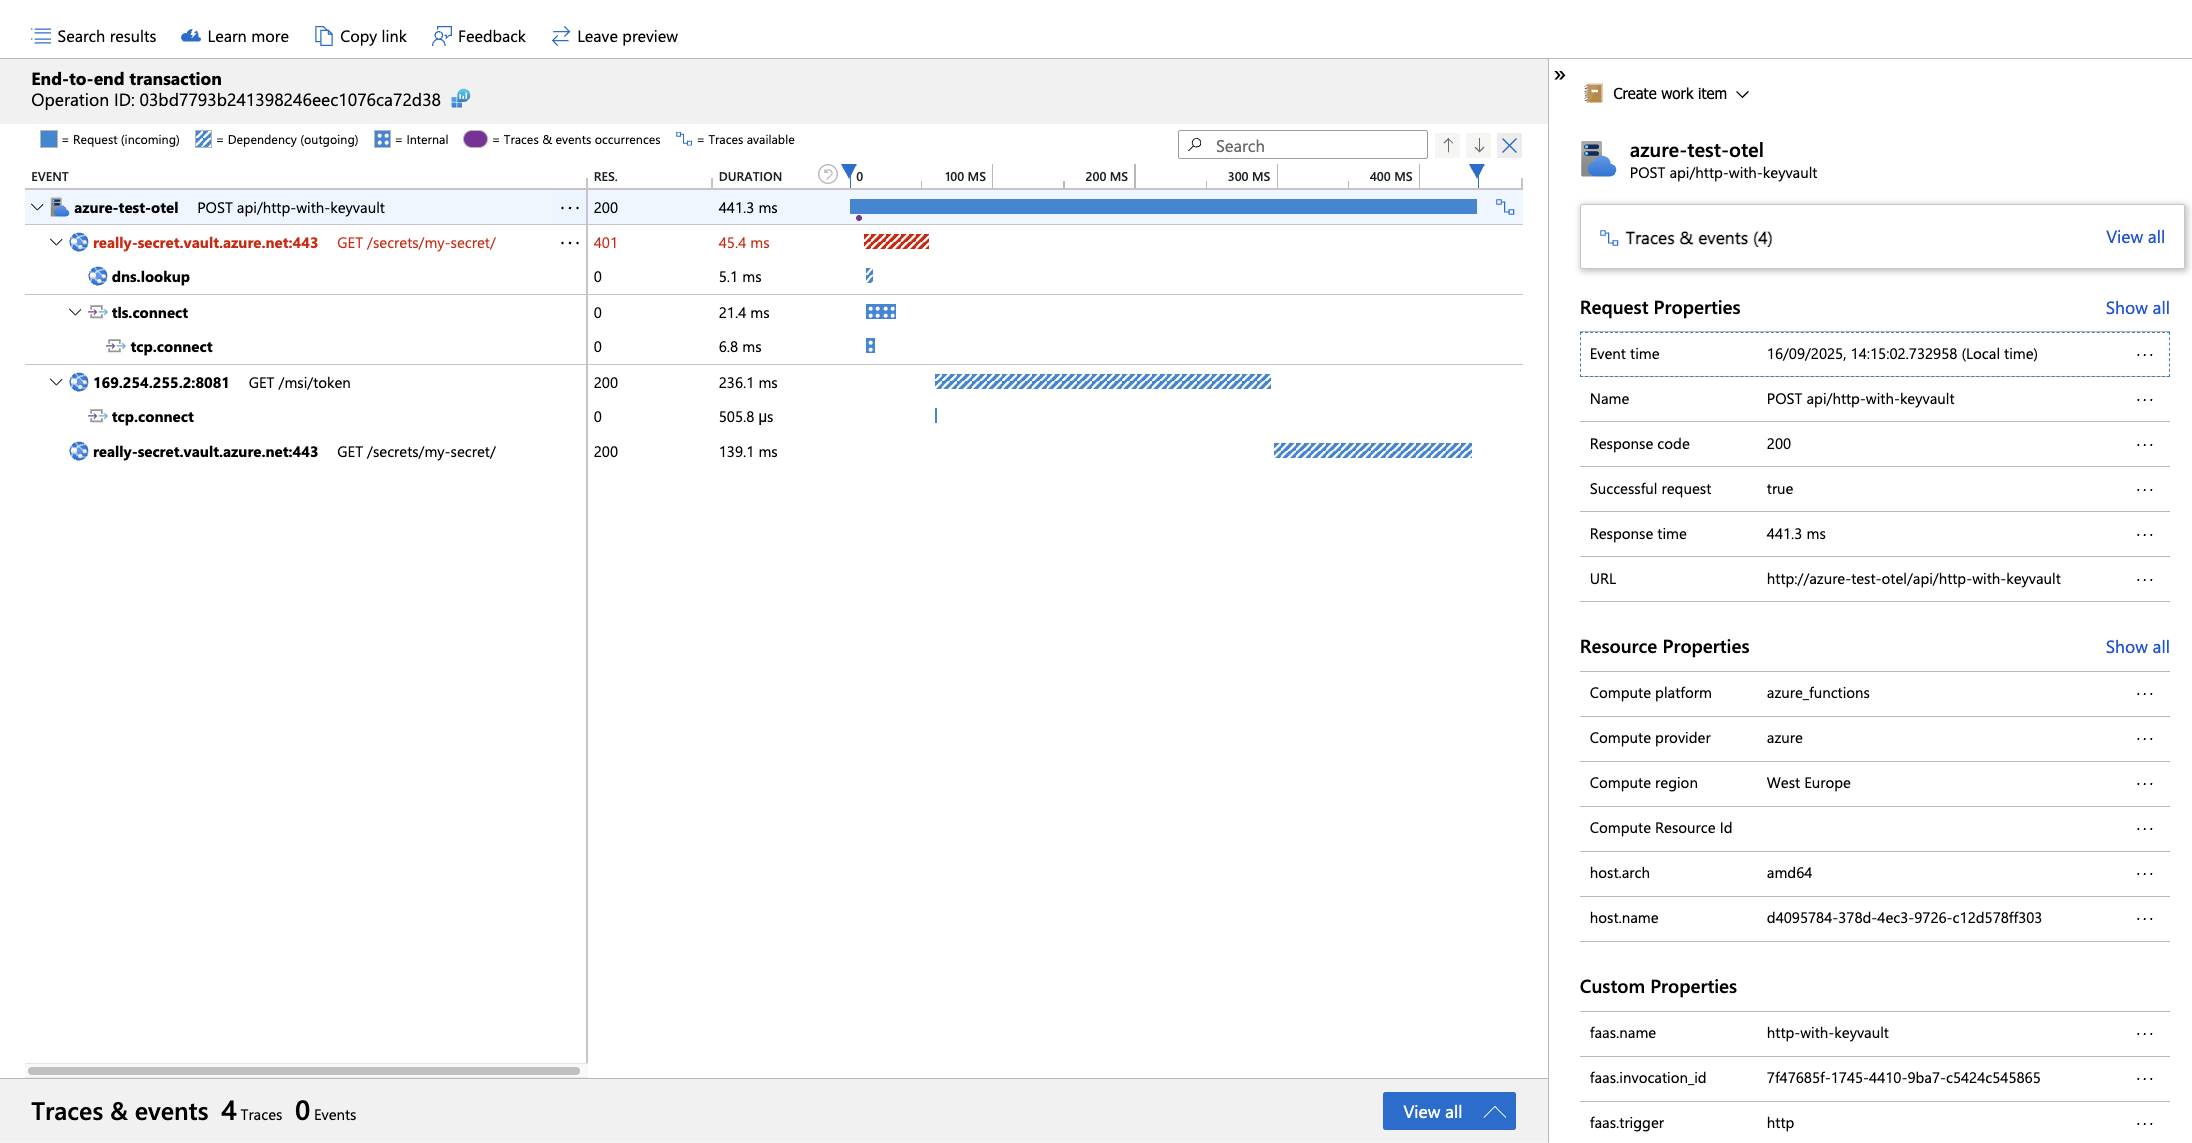 Search results
Learn more
Copy link
Feedback
Leave preview
End-to-end transaction
Operation ID: 03bd7793b241398246eec1076ca72d38
= Request (incoming)
= Dependency (outgoing)
= Internal
= Traces & events occurrences
= Traces available
Search
EVENT RES. DURATION 0 100 MS 200 MS 300 MS 400 MS
azure-test-otel POST api/http-with-keyvault ··· 200 441.3 ms
really-secret.vault.azure.net:443 GET /secrets/my-secret/ ··· 401 45.4 ms
dns.lookup 0 5.1 ms
tls.connect 0 21.4 ms
tcp.connect 0 6.8 ms
169.254.255.2:8081 GET /msi/token 200 236.1 ms
tcp.connect 0 505.8 µs
really-secret.vault.azure.net:443 GET /secrets/my-secret/ 200 139.1 ms
Traces & events 4 Traces 0 Events
View all
Create work item
azure-test-otel
POST api/http-with-keyvault
Traces & events (4) View all
Request Properties Show all
Event time 16/09/2025, 14:15:02.732958 (Local time) ···
Name POST api/http-with-keyvault ···
Response code 200 ···
Successful request true ···
Response time 441.3 ms ···
URL http://azure-test-otel/api/http-with-keyvault ···
Resource Properties Show all
Compute platform azure_functions ···
Compute provider azure ···
Compute region West Europe ···
Compute Resource Id ···
host.arch amd64 ···
host.name d4095784-378d-4ec3-9726-c12d578ff303 ···
Custom Properties
faas.name http-with-keyvault ···
faas.invocation_id 7f47685f-1745-4410-9ba7-c5424c545865 ···
faas.trigger http ···